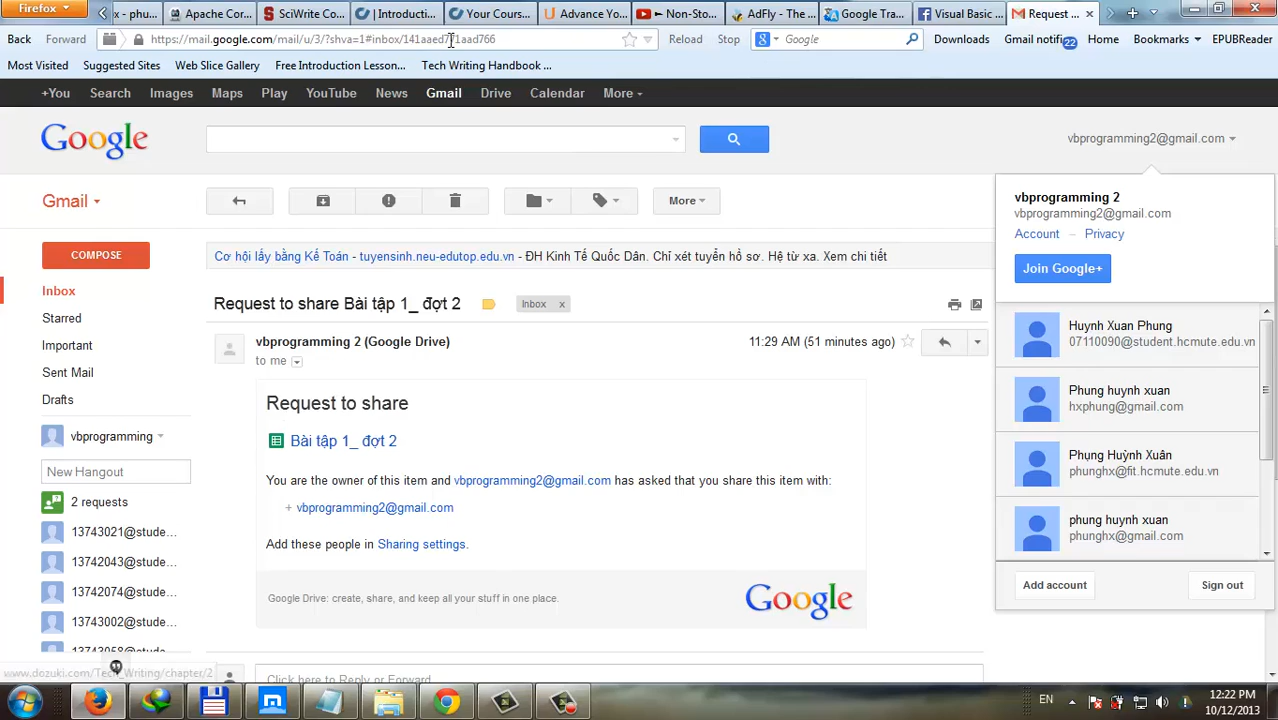 Firefox
x - phu...
Apache Cor...
SciWrite Co...
| Introducti...
Your Cours...
Advance Yo...
Non-Sto...
AdFly - The ...
Google Tra...
Visual Basic ...
Request ...
Back
Forward
https://mail.google.com/mail/u/3/?shva=1#inbox/141aaed771aad766
Reload
Stop
Google
Downloads
Gmail notifi...
22
Home
Bookmarks
EPUBReader
Most Visited
Suggested Sites
Web Slice Gallery
Free Introduction Lesson...
Tech Writing Handbook ...
+You
Search
Images
Maps
Play
YouTube
News
Gmail
Drive
Calendar
More
Google
vbprogramming2@gmail.com
Gmail
More
vbprogramming 2
vbprogramming2@gmail.com
Account – Privacy
Join Google+
COMPOSE
Cơ hội lấy bằng Kế Toán - tuyensinh.neu-edutop.edu.vn - ĐH Kinh Tế Quốc Dân. Chỉ xét tuyển hồ sơ. Hệ từ xa. Xem chi tiết
Inbox
Starred
Important
Sent Mail
Drafts
vbprogramming
New Hangout
2 requests
13743021@stude...
13742043@stude...
13742074@stude...
13743002@stude...
13743058@stude...
Request to share Bài tập 1_ đợt 2
Inbox x
vbprogramming 2 (Google Drive)
11:29 AM (51 minutes ago)
to me
Request to share
Bài tập 1_ đợt 2
You are the owner of this item and vbprogramming2@gmail.com has asked that you share this item with:
+ vbprogramming2@gmail.com
Add these people in Sharing settings.
Google Drive: create, share, and keep all your stuff in one place.
Google
Click here to Reply or Forward
Huynh Xuan Phung
07110090@student.hcmute.edu.vn
Phung huynh xuan
hxphung@gmail.com
Phụng Huỳnh Xuân
phunghx@fit.hcmute.edu.vn
phung huynh xuan
phunghx@gmail.com
Add account
Sign out
www.dozuki.com/Tech_Writing/chapter/2
EN
12:22 PM
10/12/2013